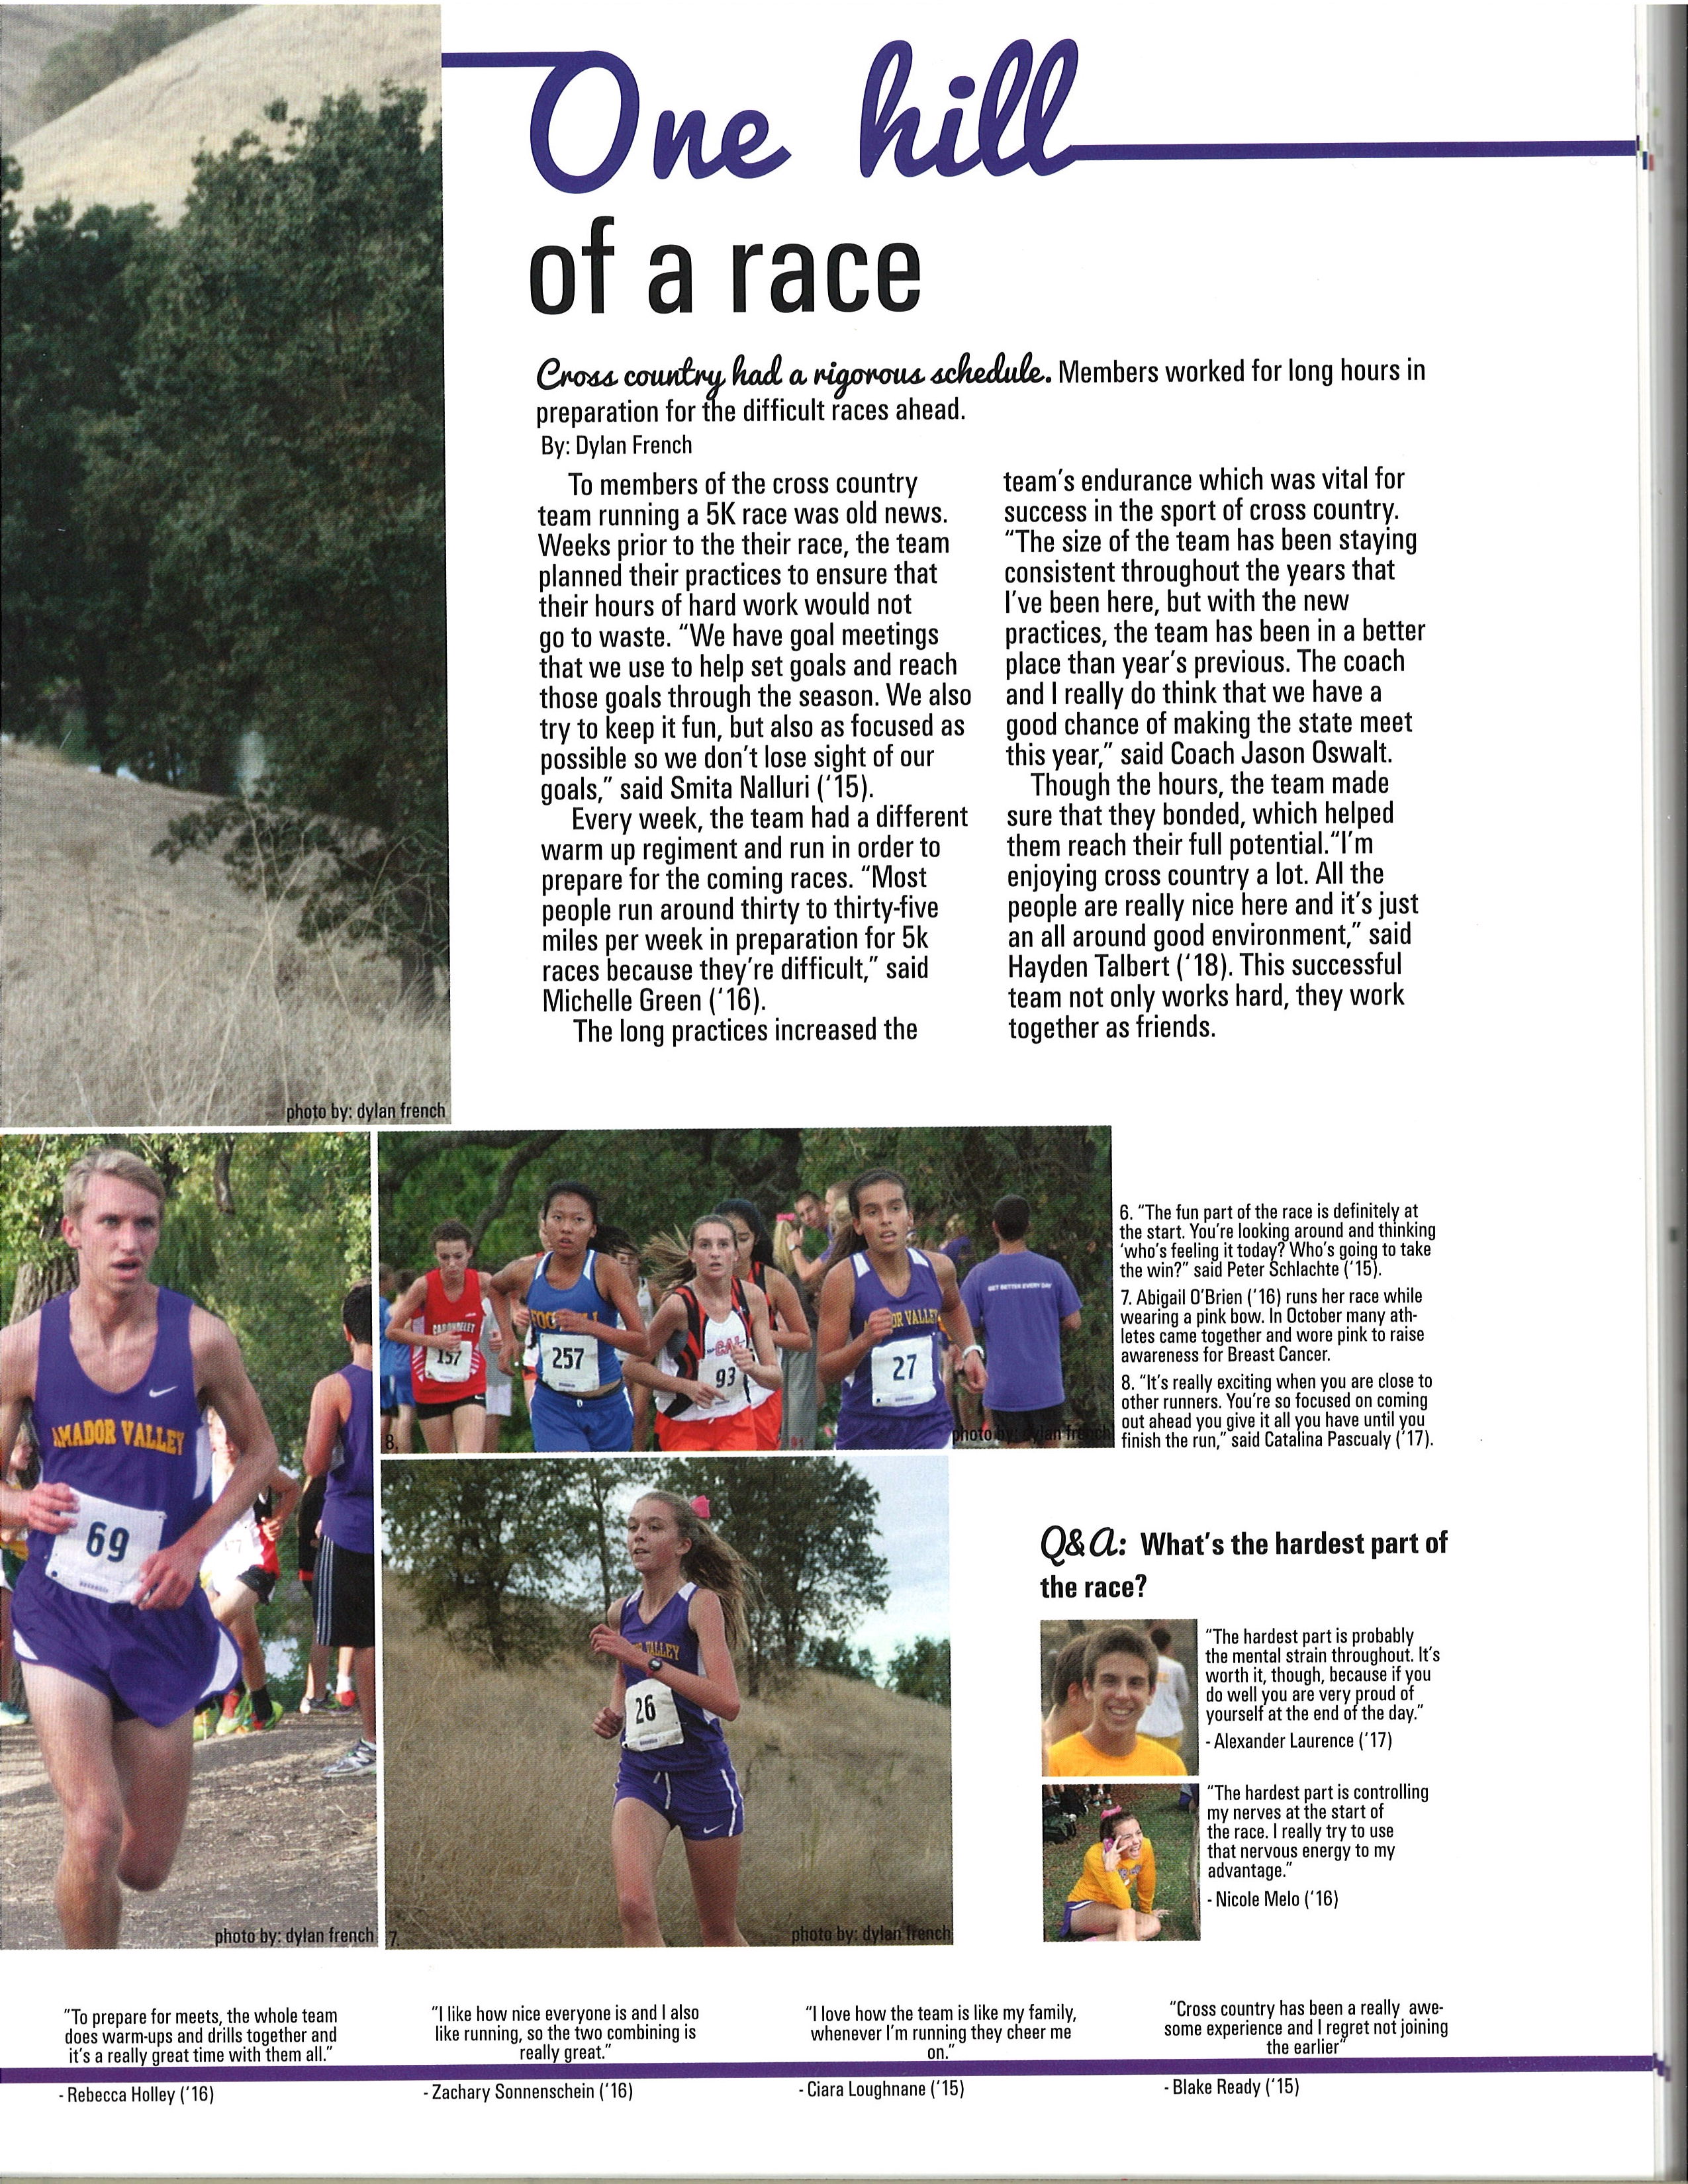 One hill
of a race
Cross country had a rigorous schedule. Members worked for long hours in
preparation for the difficult races ahead.
By: Dylan French
To members of the cross country
team running a 5K race was old news.
Weeks prior to the their race, the team
planned their practices to ensure that
their hours of hard work would not
go to waste. “We have goal meetings
that we use to help set goals and reach
those goals through the season. We also
try to keep it fun, but also as focused as
possible so we don’t lose sight of our
goals,” said Smita Nalluri (‘15).
Every week, the team had a different
warm up regiment and run in order to
prepare for the coming races. “Most
people run around thirty to thirty-five
miles per week in preparation for 5k
races because they’re difficult,” said
Michelle Green (‘16).
The long practices increased the
team’s endurance which was vital for
success in the sport of cross country.
“The size of the team has been staying
consistent throughout the years that
I’ve been here, but with the new
practices, the team has been in a better
place than year’s previous. The coach
and I really do think that we have a
good chance of making the state meet
this year,” said Coach Jason Oswalt.
Though the hours, the team made
sure that they bonded, which helped
them reach their full potential.“I’m
enjoying cross country a lot. All the
people are really nice here and it’s just
an all around good environment,” said
Hayden Talbert (‘18). This successful
team not only works hard, they work
together as friends.
photo by: dylan french
AMADOR VALLEY
69
photo by: dylan french
CARONDELET
157
FOOTHILL
257
CAL
93
ADOR VALLEY
27
GET BETTER EVERY DAY
8.
photo by: dylan french
6. “The fun part of the race is definitely at
the start. You’re looking around and thinking
‘who’s feeling it today? Who’s going to take
the win?” said Peter Schlachte (‘15).
7. Abigail O’Brien (‘16) runs her race while
wearing a pink bow. In October many ath-
letes came together and wore pink to raise
awareness for Breast Cancer.
8. “It’s really exciting when you are close to
other runners. You’re so focused on coming
out ahead you give it all you have until you
finish the run,” said Catalina Pascualy (‘17).
VALLEY
26
7.
photo by: dylan french
Q&A: What’s the hardest part of
the race?
“The hardest part is probably
the mental strain throughout. It’s
worth it, though, because if you
do well you are very proud of
yourself at the end of the day.”
- Alexander Laurence (‘17)
“The hardest part is controlling
my nerves at the start of
the race. I really try to use
that nervous energy to my
advantage.”
- Nicole Melo (‘16)
“To prepare for meets, the whole team
does warm-ups and drills together and
it’s a really great time with them all.”
- Rebecca Holley (‘16)
“I like how nice everyone is and I also
like running, so the two combining is
really great.”
- Zachary Sonnenschein (‘16)
“I love how the team is like my family,
whenever I’m running they cheer me
on.”
- Ciara Loughnane (‘15)
“Cross country has been a really awe-
some experience and I regret not joining
the earlier”
- Blake Ready (‘15)